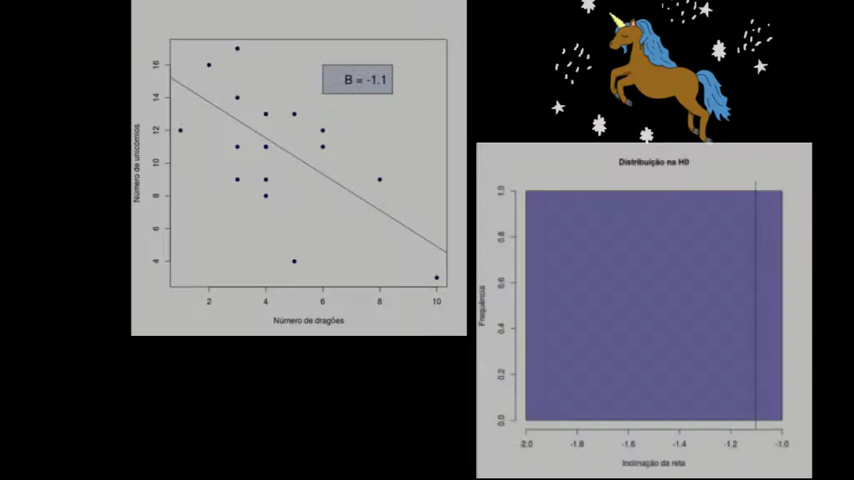 B = -1.1
16
14
12
10
8
6
4
Número de unicórnios
2 4 6 8 10
Número de dragões
Distribuição na H0
1.0
0.8
0.6
0.4
0.2
0.0
Frequência
-2.0 -1.8 -1.6 -1.4 -1.2 -1.0
Inclinação da reta